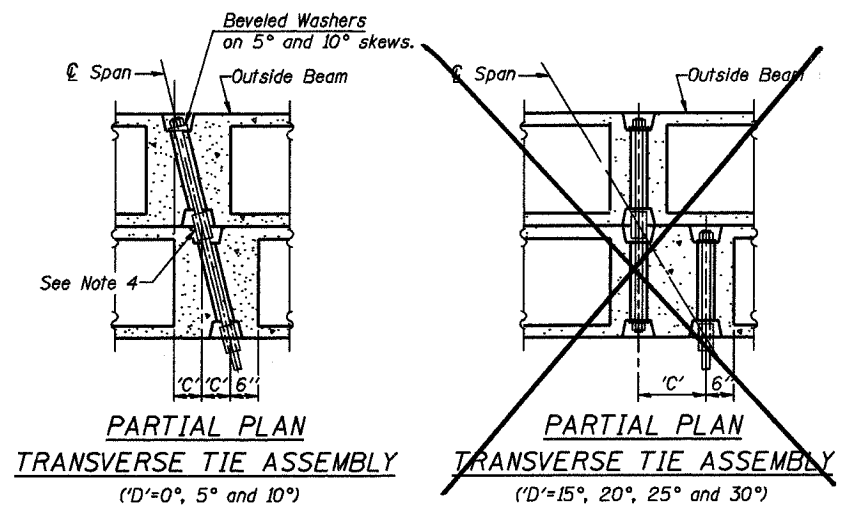 Beveled Washers
on 5° and 10° skews.
℄ Span
Outside Beam
See Note 4
'C' 'C' 6"
PARTIAL PLAN
TRANSVERSE TIE ASSEMBLY
('D'=0°, 5° and 10°)
℄ Span
Outside Beam
'C' 6"
PARTIAL PLAN
TRANSVERSE TIE ASSEMBLY
('D'=15°, 20°, 25° and 30°)